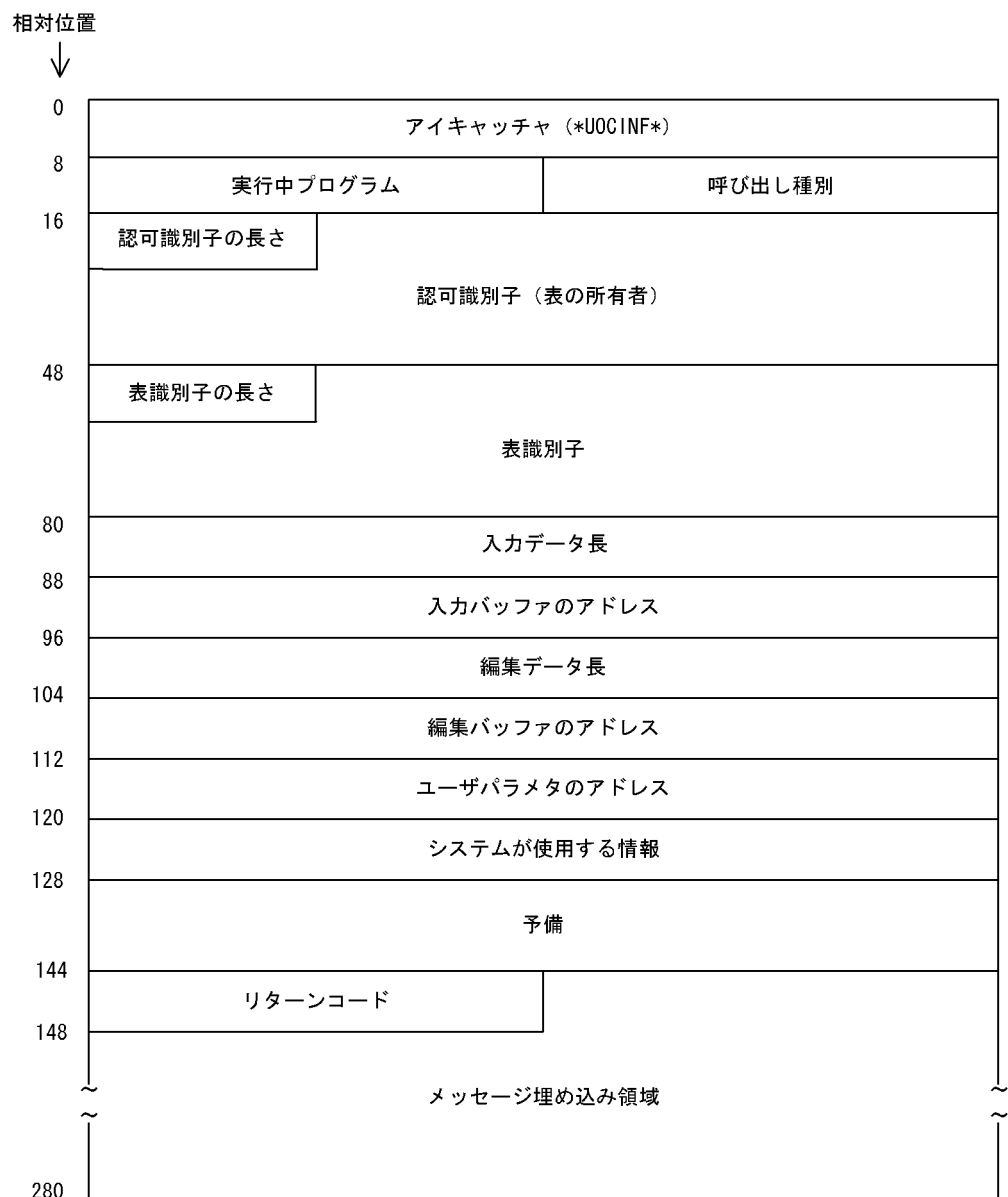 相対位置
↓
0
アイキャッチャ（*UOCINF*）
8
実行中プログラム
呼び出し種別
16
認可識別子の長さ
認可識別子（表の所有者）
48
表識別子の長さ
表識別子
80
入力データ長
88
入力バッファのアドレス
96
編集データ長
104
編集バッファのアドレス
112
ユーザパラメタのアドレス
120
システムが使用する情報
128
予備
144
リターンコード
148
メッセージ埋め込み領域
280